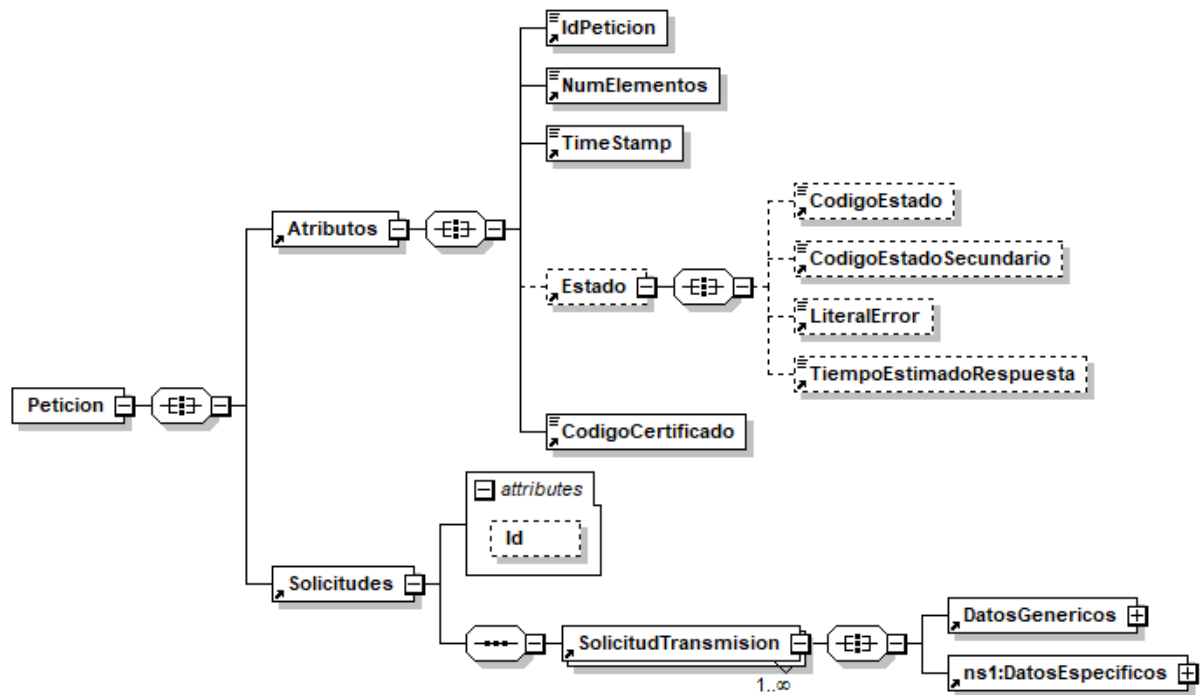 IdPeticion
NumElementos
TimeStamp
CodigoEstado
Atributos
CodigoEstadoSecundario
Estado
LiteralError
TiempoEstimadoRespuesta
Peticion
CodigoCertificado
attributes
Id
Solicitudes
DatosGenericos
SolicitudTransmision
ns1:DatosEspecificos
1..∞